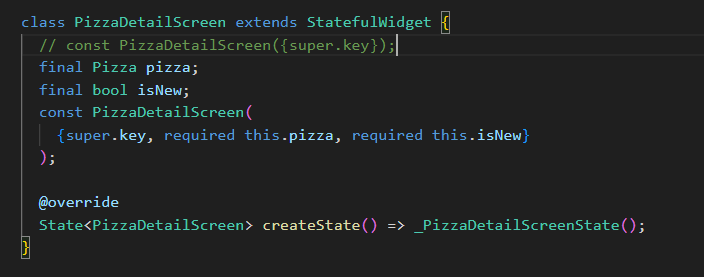 class PizzaDetailScreen extends StatefulWidget {
  // const PizzaDetailScreen({super.key});
  final Pizza pizza;
  final bool isNew;
  const PizzaDetailScreen(
    {super.key, required this.pizza, required this.isNew}
  );

  @override
  State<PizzaDetailScreen> createState() => _PizzaDetailScreenState();
}